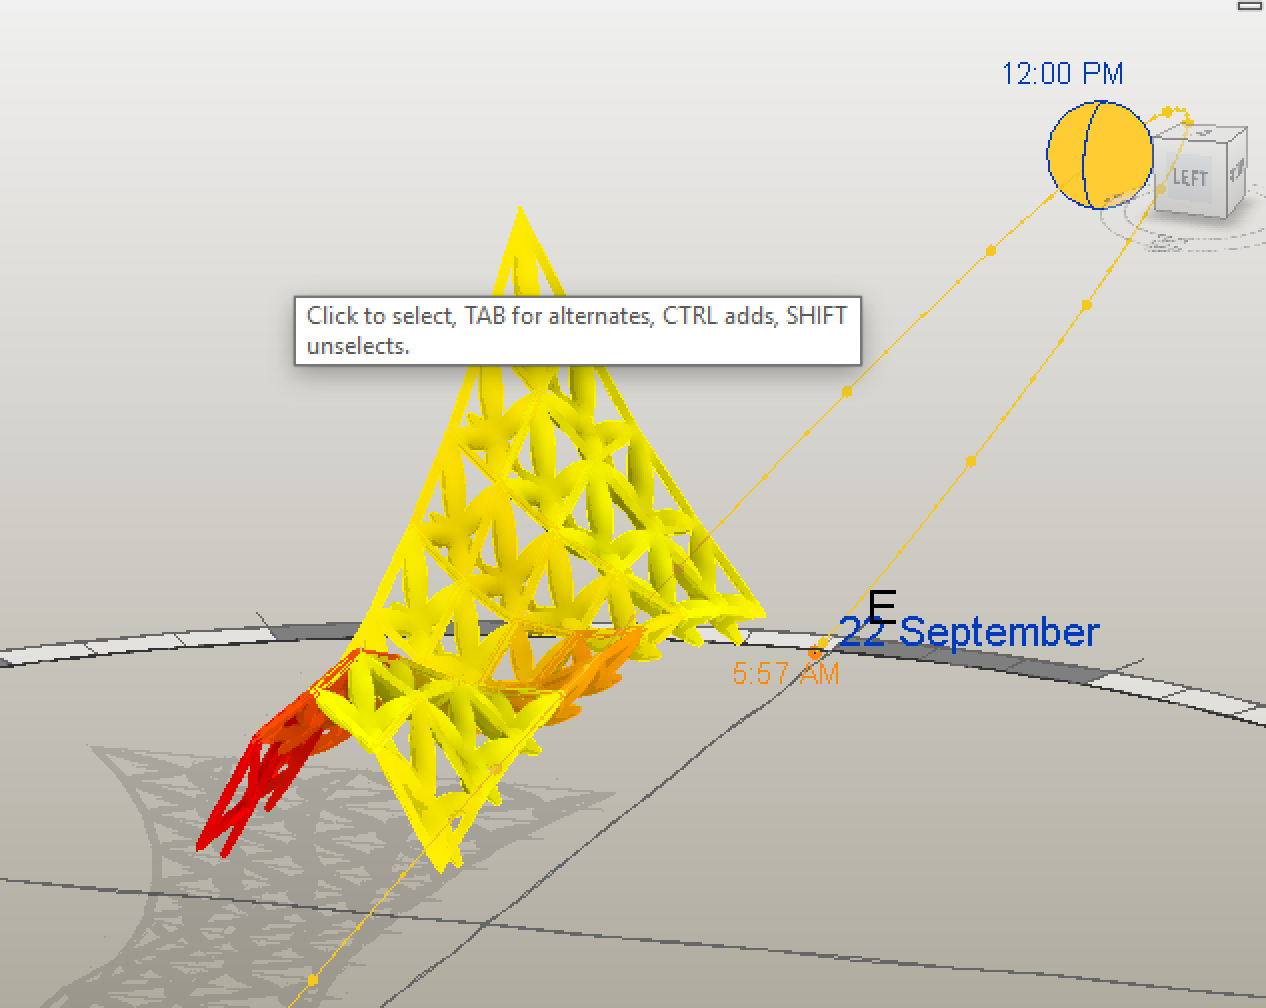 12:00 PM
LEFT
Click to select, TAB for alternates, CTRL adds, SHIFT
unselects.
E
22 September
5:57 AM